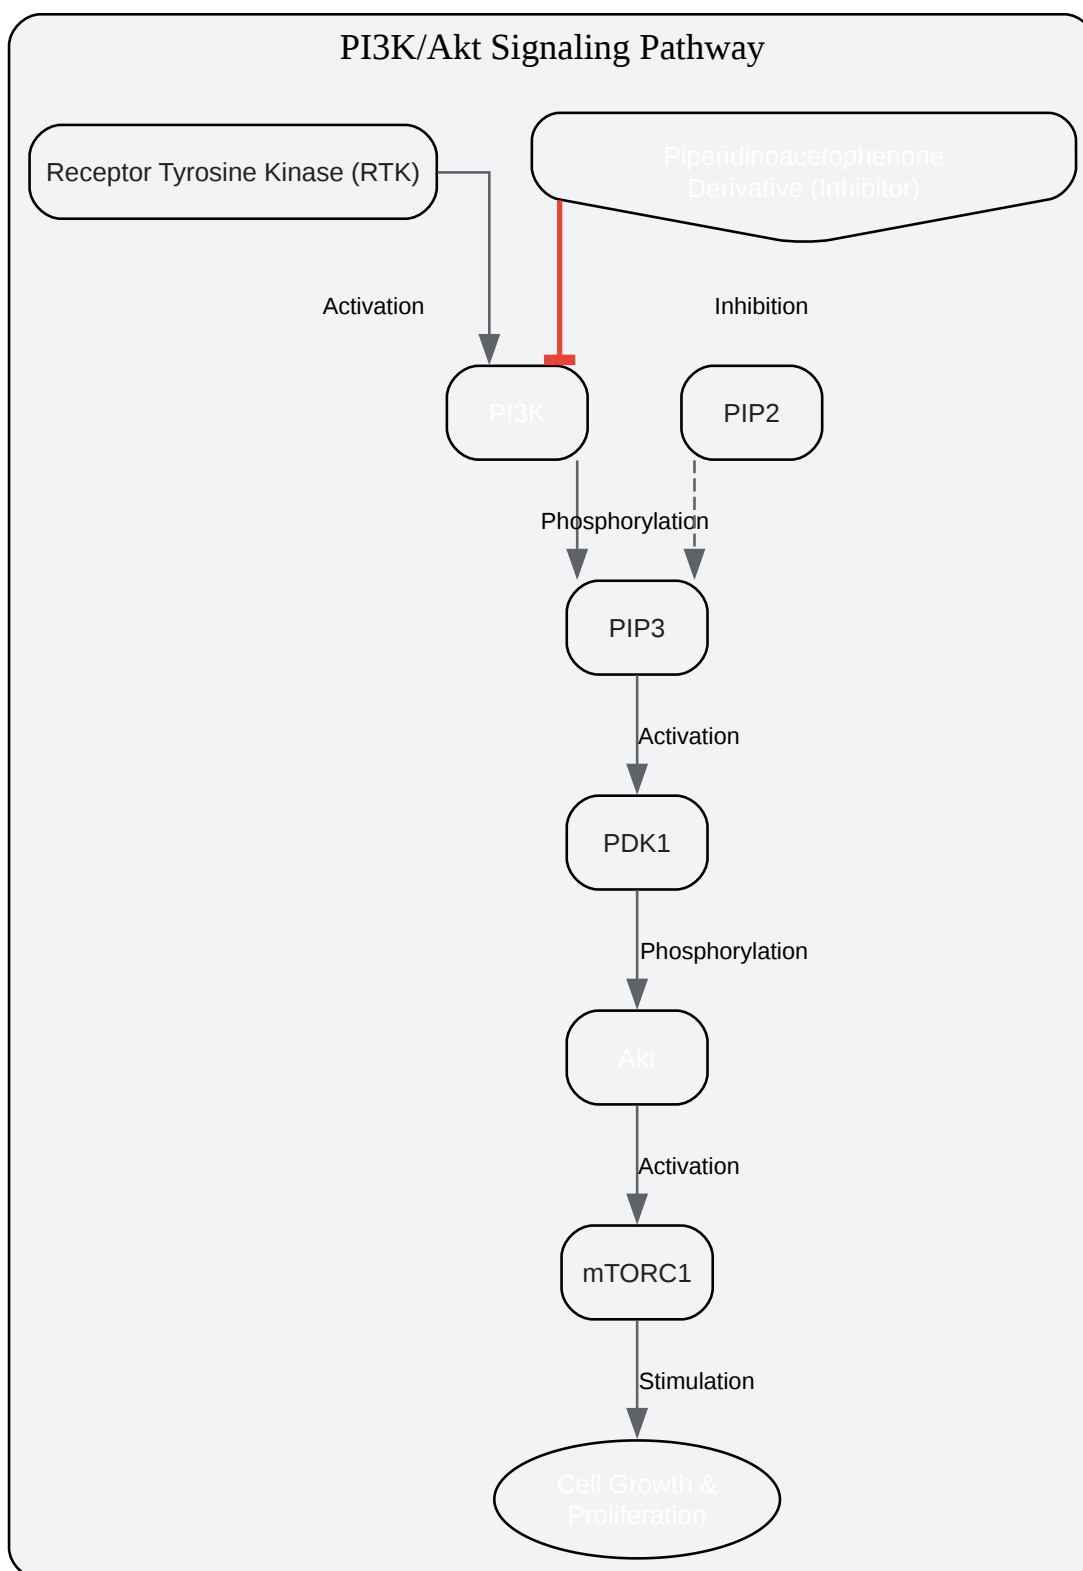 PI3K/Akt Signaling Pathway
Receptor Tyrosine Kinase (RTK)
Piperidinoacetophenone
Derivative (Inhibitor)
Activation
Inhibition
PI3K
PIP2
Phosphorylation
PIP3
Activation
PDK1
Phosphorylation
Akt
Activation
mTORC1
Stimulation
Cell Growth &
Proliferation